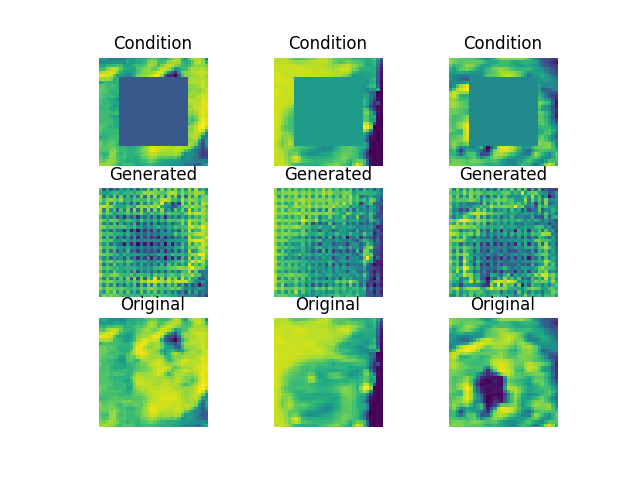 Condition Condition Condition
Generated Generated Generated
Original Original Original